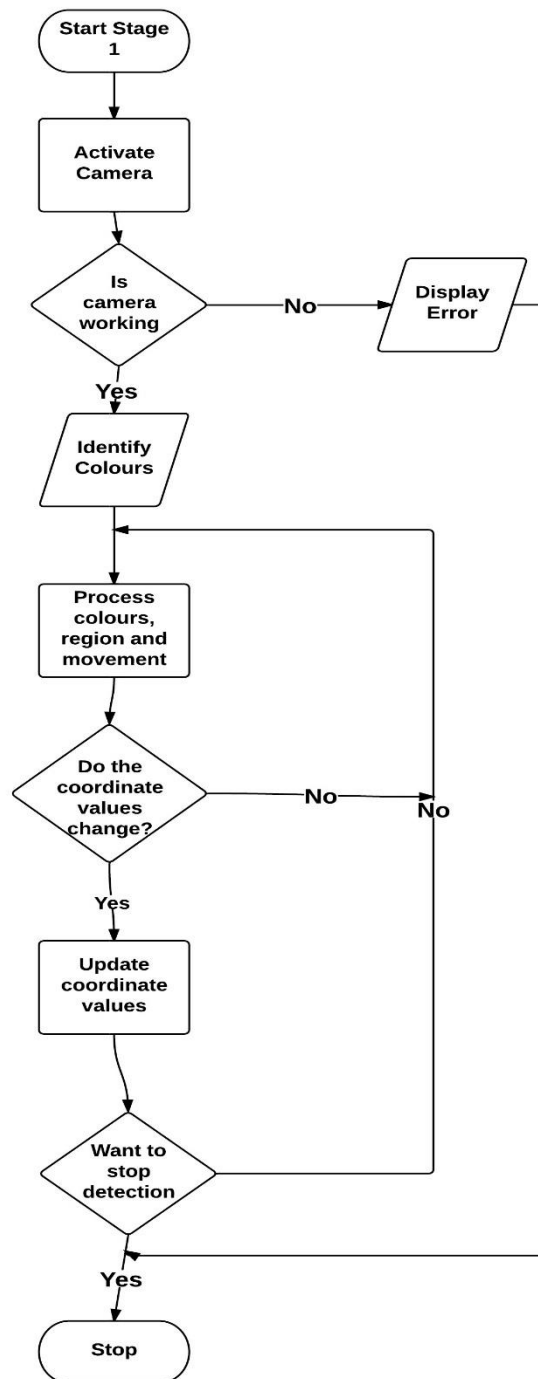 Start Stage
1
Activate
Camera
Is
camera
working
No
Display
Error
Yes
Identify
Colours
Process
colours,
region and
movement
Do the
coordinate
values
change?
No
No
Yes
Update
coordinate
values
Want to
stop
detection
Yes
Stop